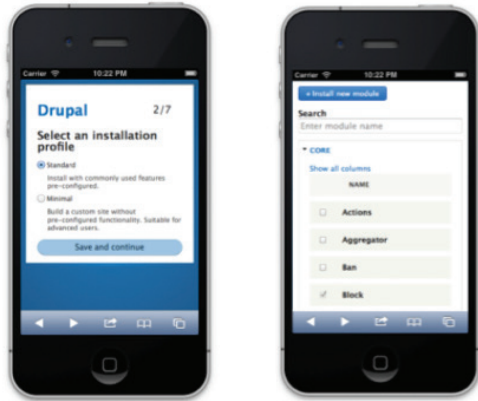 Carrier 10:22 PM
Drupal 2/7
Select an installation
profile
Standard
Install with commonly used features
pre-configured.
Minimal
Build a custom site without
pre-configured functionality. Suitable for
advanced users.
Save and continue
Carrier 10:22 PM
+ Install new module
Search
Enter module name
CORE
Show all columns
NAME
Actions
Aggregator
Ban
Block